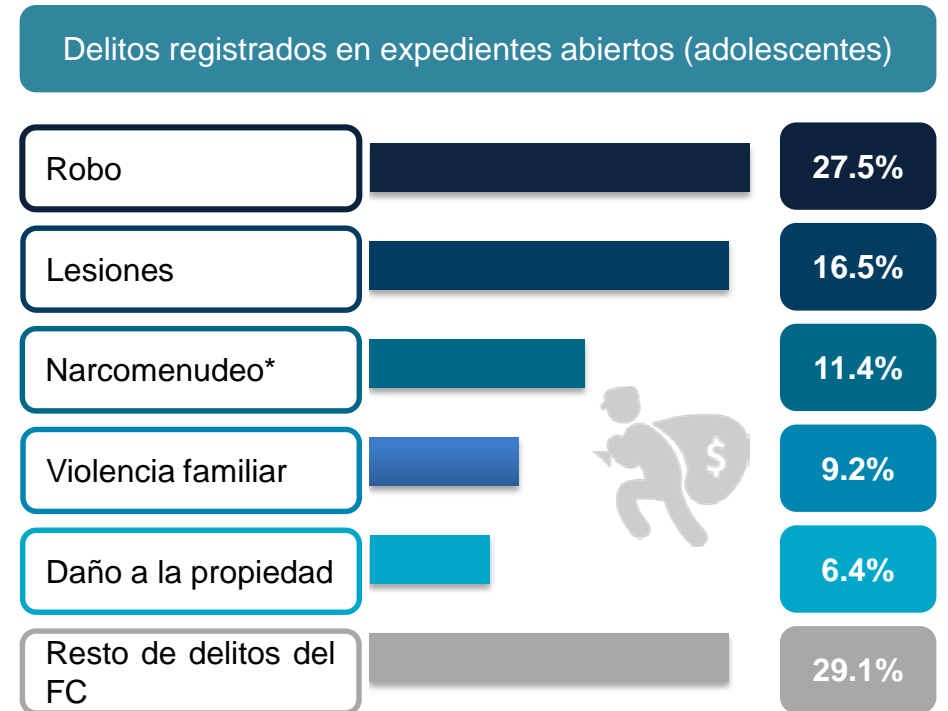 Delitos registrados en expedientes abiertos (adolescentes)
Robo
27.5%
Lesiones
16.5%
Narcomenudeo*
11.4%
Violencia familiar
9.2%
Daño a la propiedad
6.4%
Resto de delitos del
FC
29.1%
$